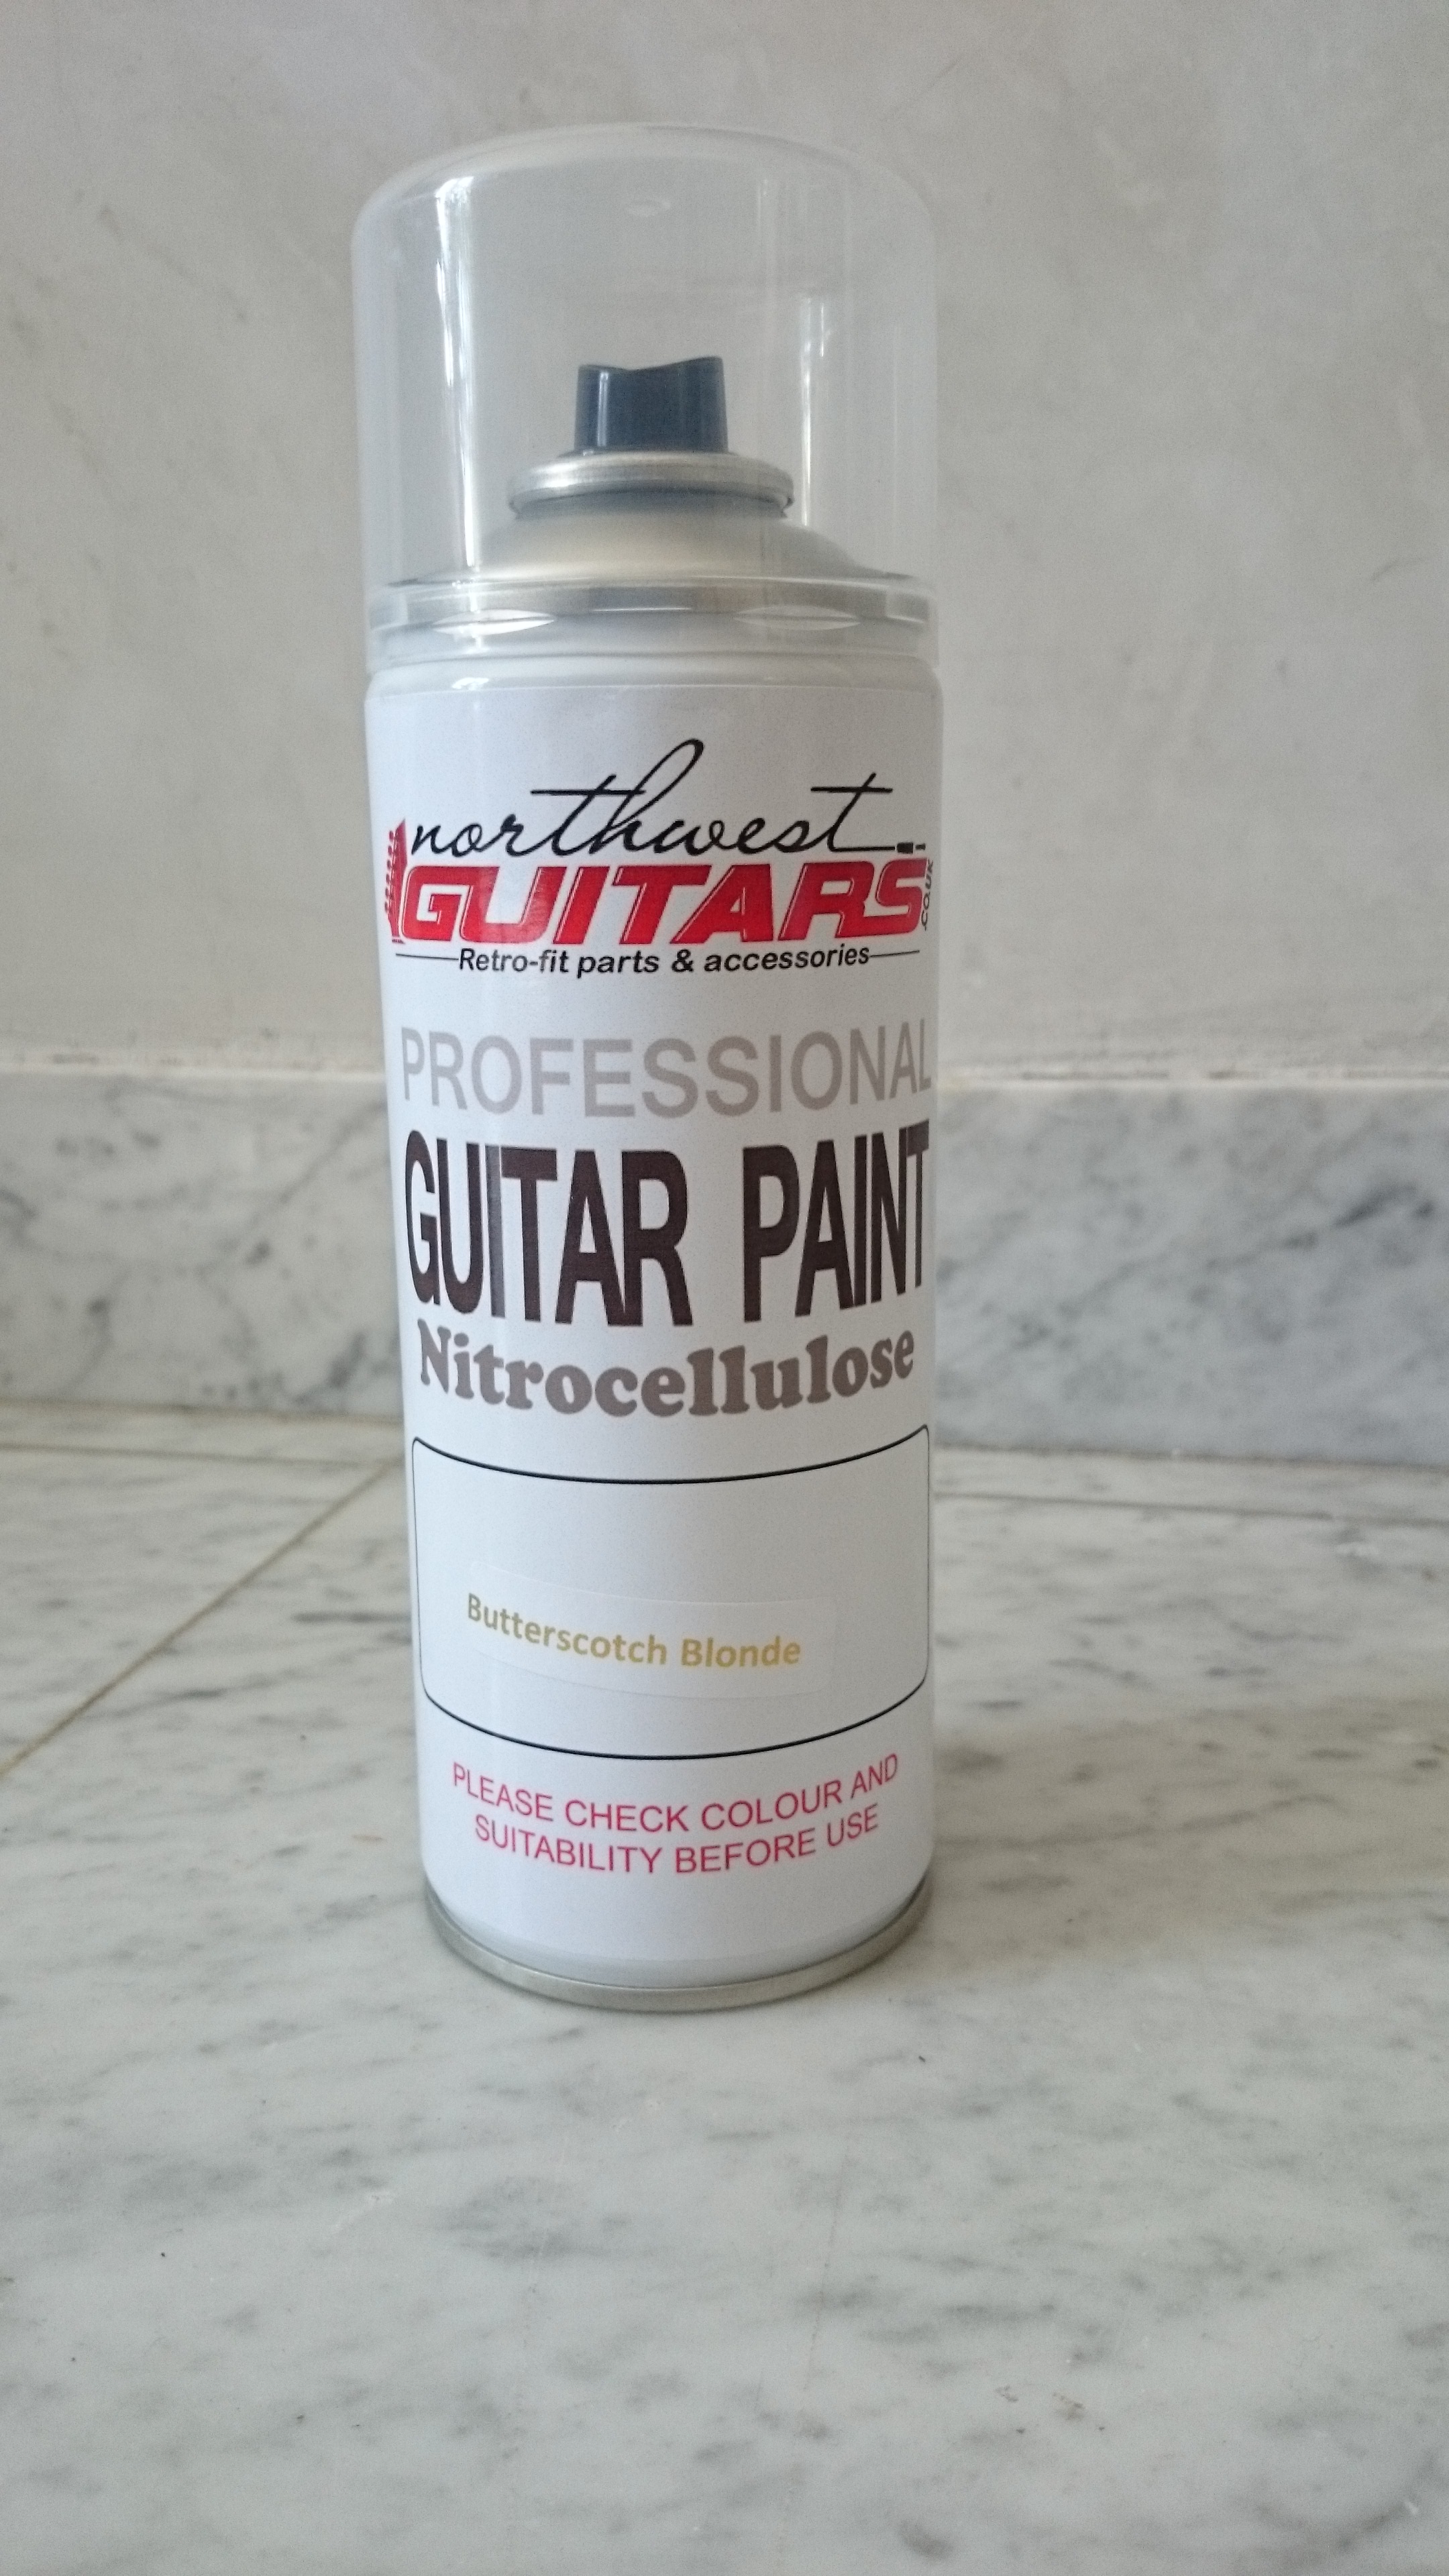 northwest
GUITARS
.co.uk
Retro-fit parts & accessories
PROFESSIONAL
GUITAR PAINT
Nitrocellulose
Butterscotch Blonde
PLEASE CHECK COLOUR AND
SUITABILITY BEFORE USE